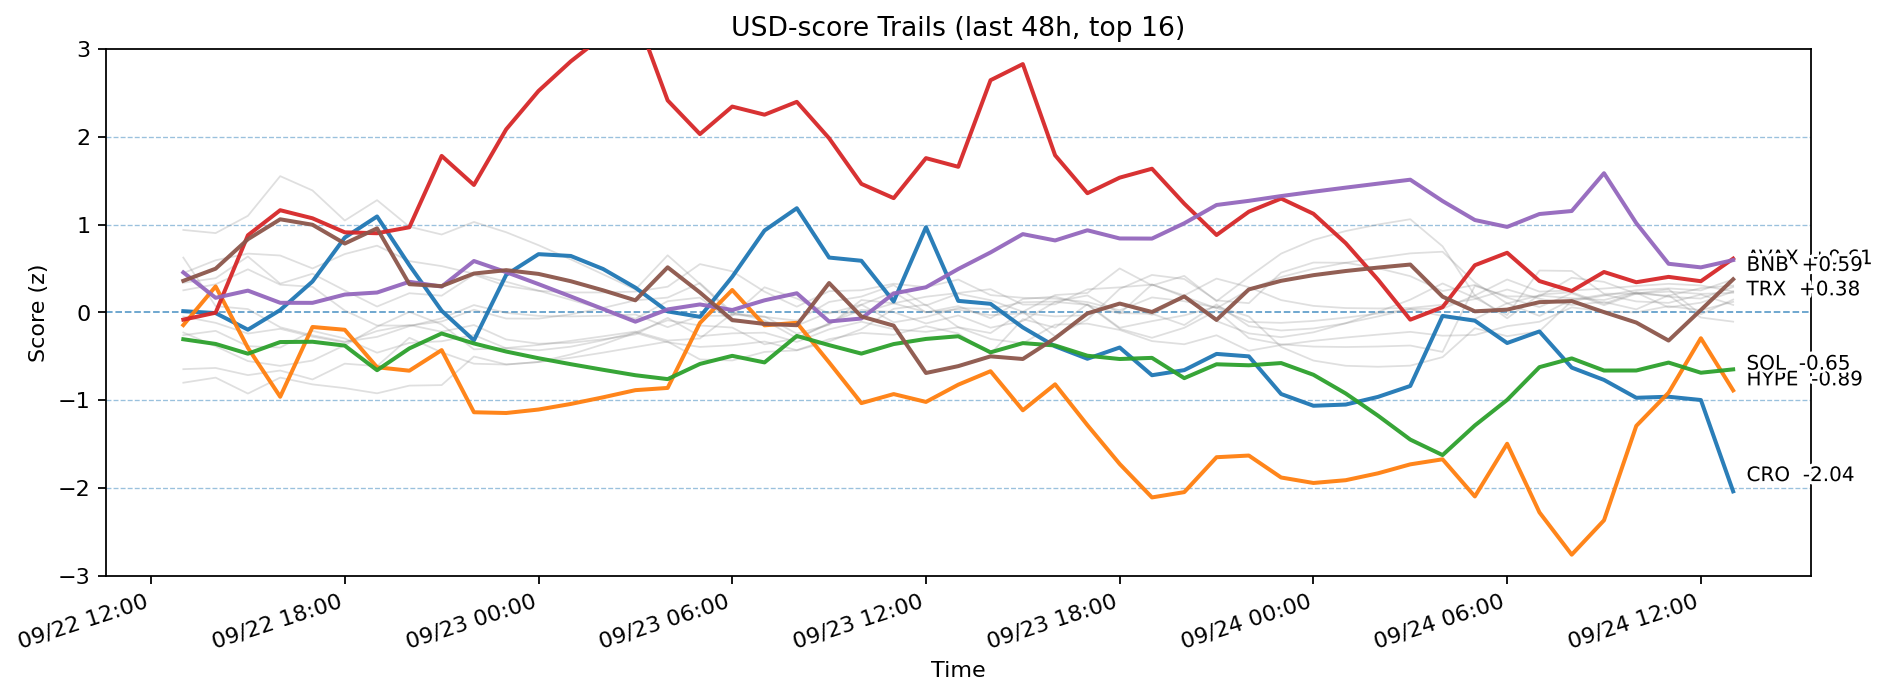 USD-score Trails (last 48h, top 16)
3
2
1
0
−1
−2
−3
Score (z)
BNB +0.59
TRX +0.38
SOL -0.65
HYPE -0.89
CRO -2.04
09/22 12:00
09/22 18:00
09/23 00:00
09/23 06:00
09/23 12:00
09/23 18:00
09/24 00:00
09/24 06:00
09/24 12:00
Time